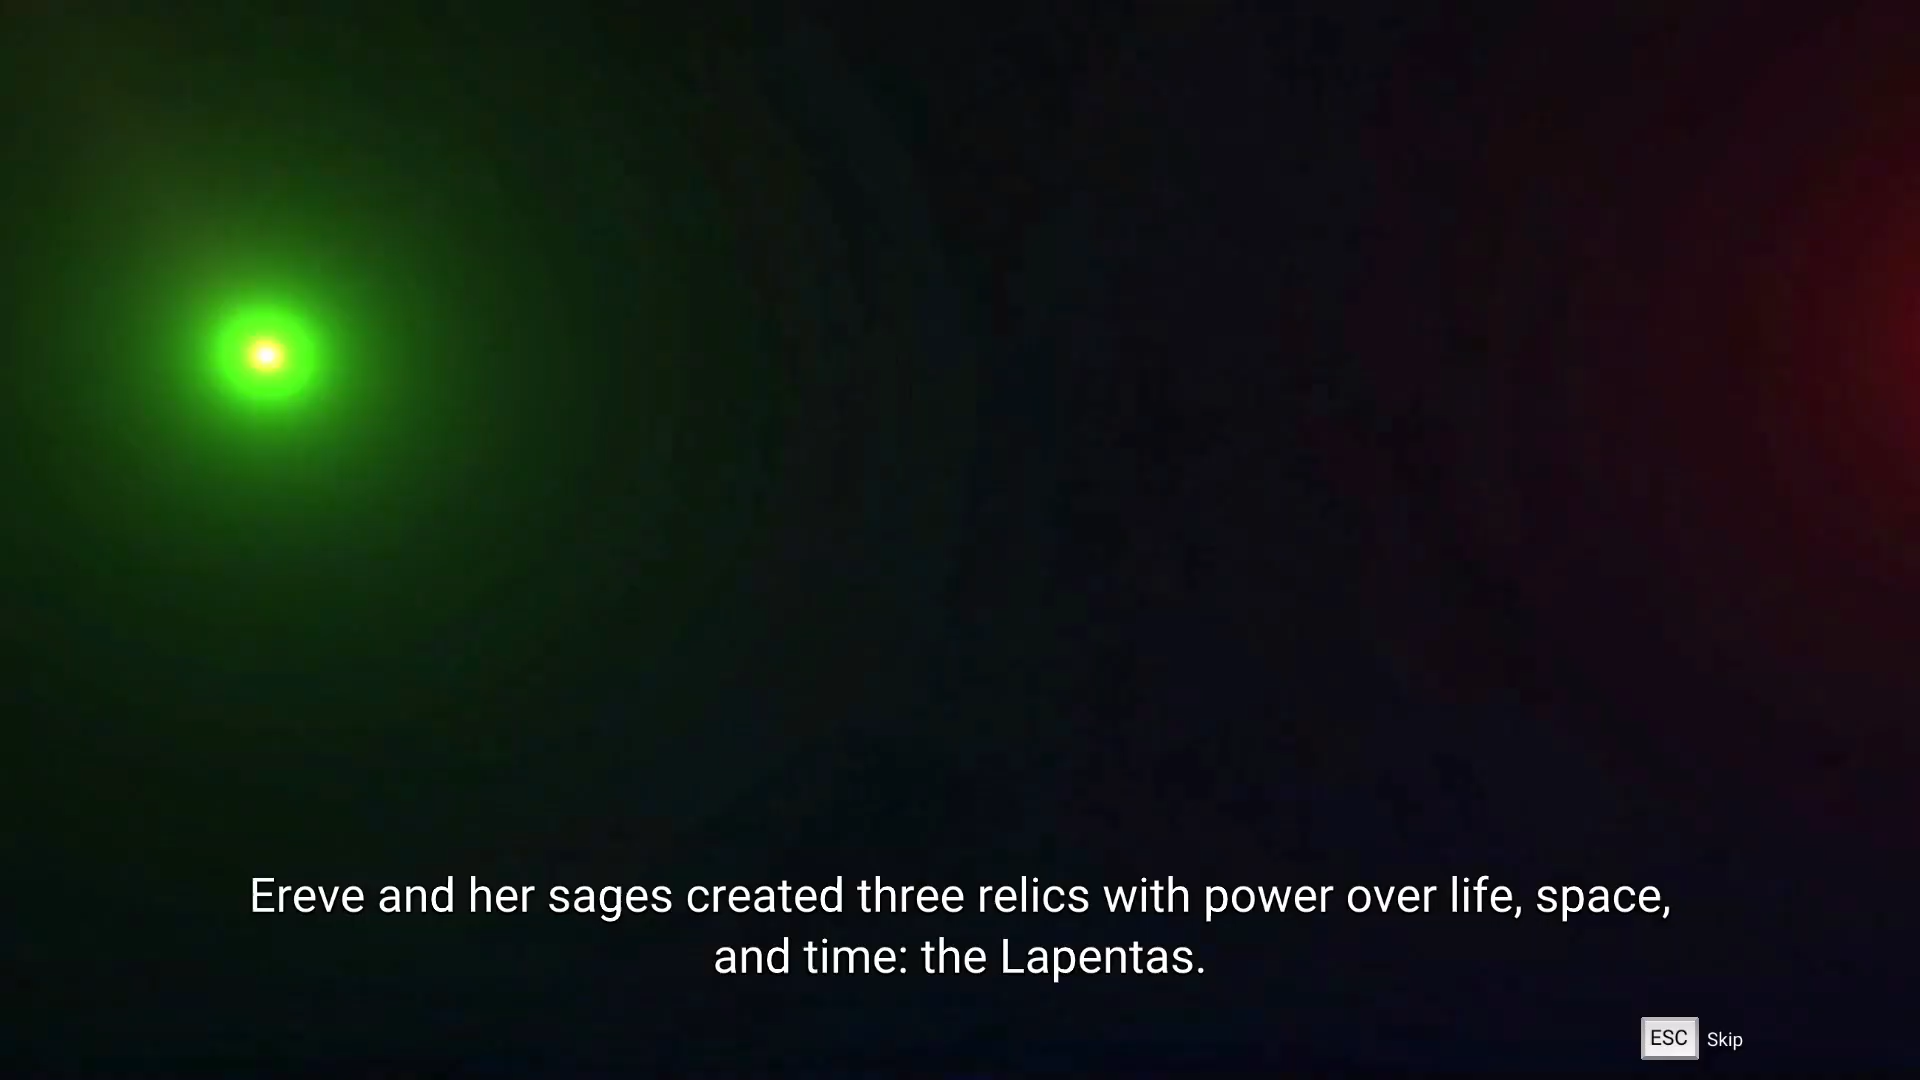 Ereve and her sages created three relics with power over life, space,
and time: the Lapentas.
ESC Skip